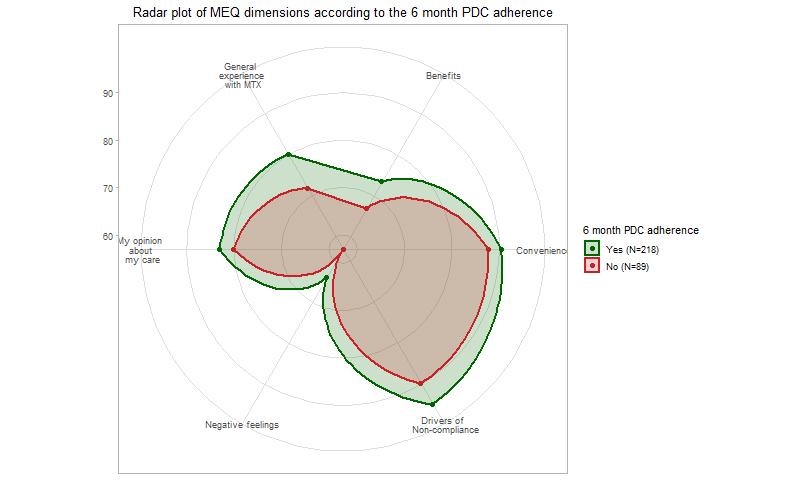 Radar plot of MEQ dimensions according to the 6 month PDC adherence
General
experience
with MTX
Benefits
90
80
70
60
My opinion
about
my care
Convenience
6 month PDC adherence
Yes (N=218)
No (N=89)
Negative feelings
Drivers of
Non-compliance